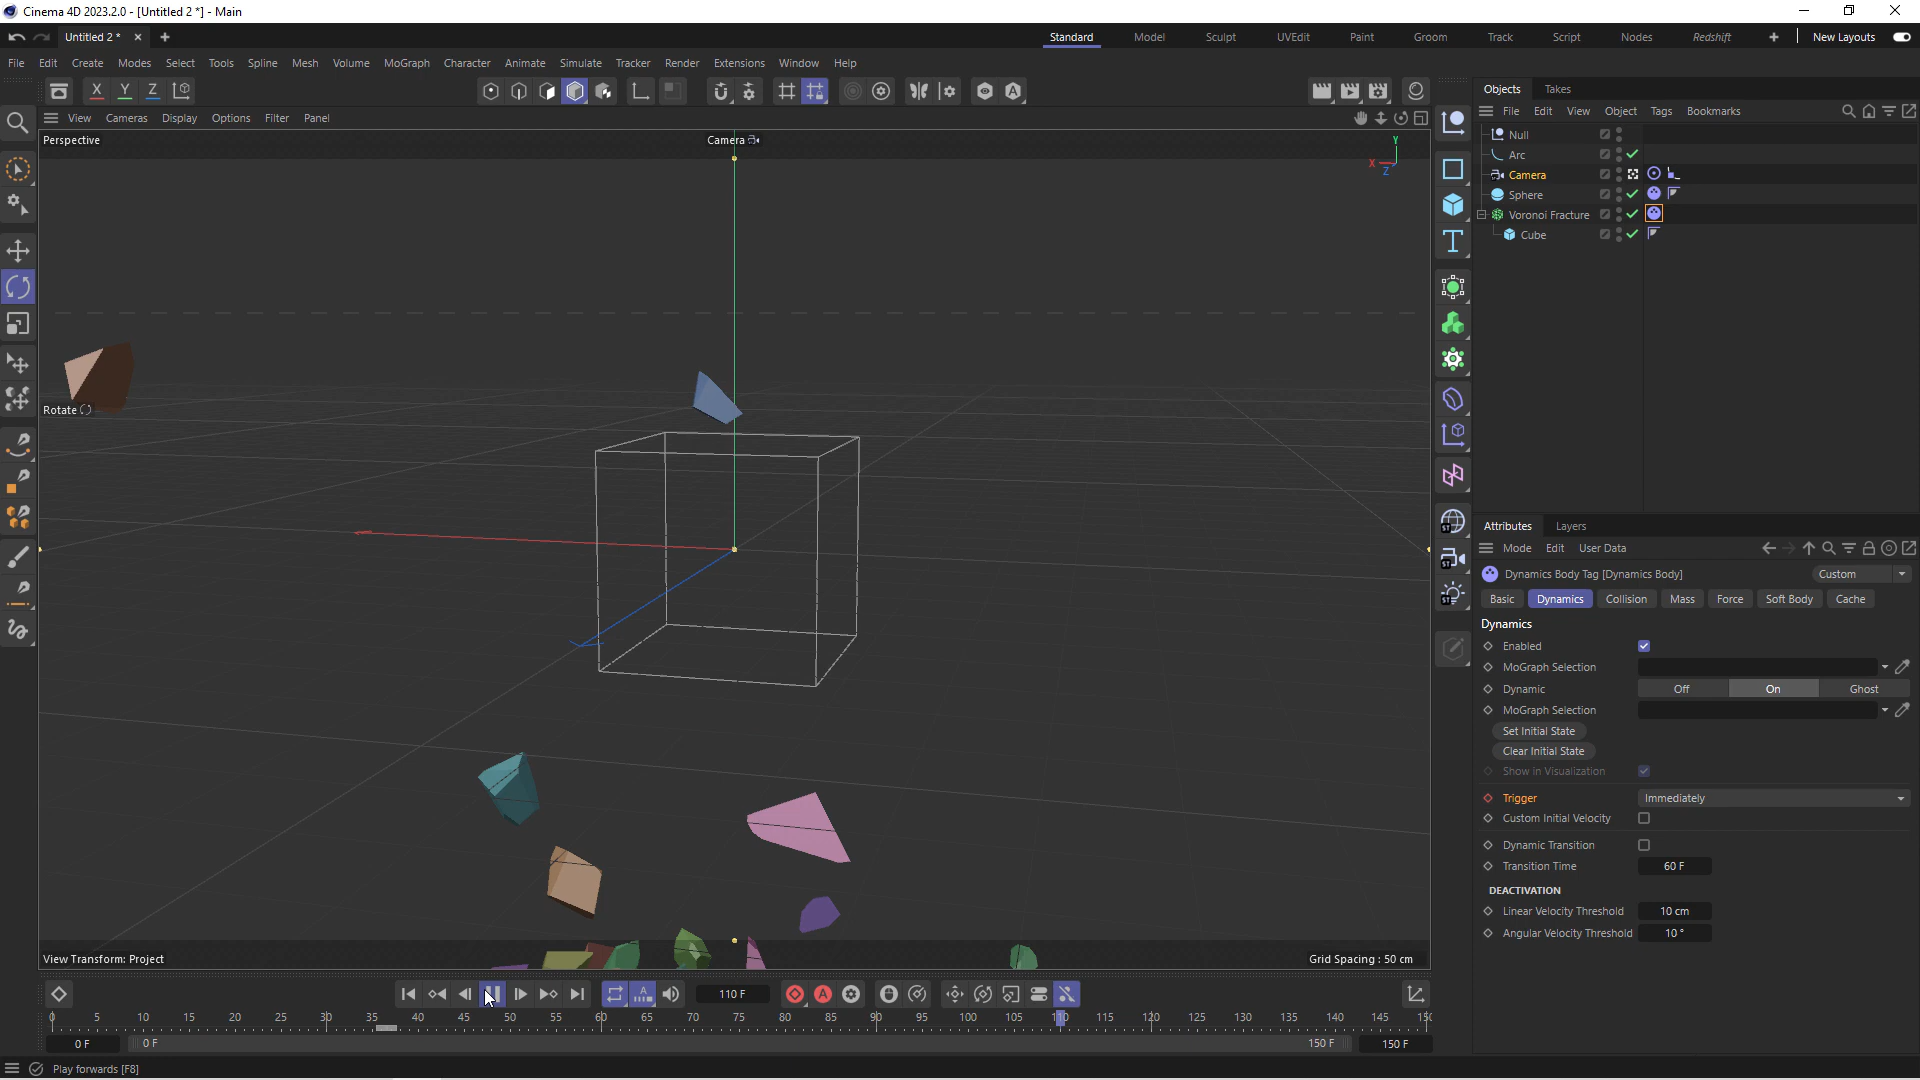 Cinema 4D 2023.2.0 - [Untitled 2 *] - Main
Untitled 2 *
Standard Model Sculpt UVEdit Paint Groom Track Script Nodes Redshift New Layouts
File Edit Create Modes Select Tools Spline Mesh Volume MoGraph Character Animate Simulate Tracker Render Extensions Window Help
X Y Z
Objects Takes
File Edit View Object Tags Bookmarks
View Cameras Display Options Filter Panel
Perspective
Camera
Y
X
Z
Null
Arc
Camera
Sphere
Voronoi Fracture
Cube
Rotate
Attributes Layers
Mode Edit User Data
Dynamics Body Tag [Dynamics Body] Custom
Basic Dynamics Collision Mass Force Soft Body Cache
Dynamics
Enabled
MoGraph Selection
Dynamic Off On Ghost
MoGraph Selection
Set Initial State
Clear Initial State
Show in Visualization
Trigger Immediately
Custom Initial Velocity
Dynamic Transition
Transition Time 60 F
DEACTIVATION
Linear Velocity Threshold 10 cm
Angular Velocity Threshold 10 °
View Transform: Project
Grid Spacing : 50 cm
110 F
0 5 10 15 20 25 30 35 40 45 50 55 60 65 70 75 80 85 90 95 100 105 110 115 120 125 130 135 140 145 150
0 F 0 F 150 F 150 F
Play forwards [F8]